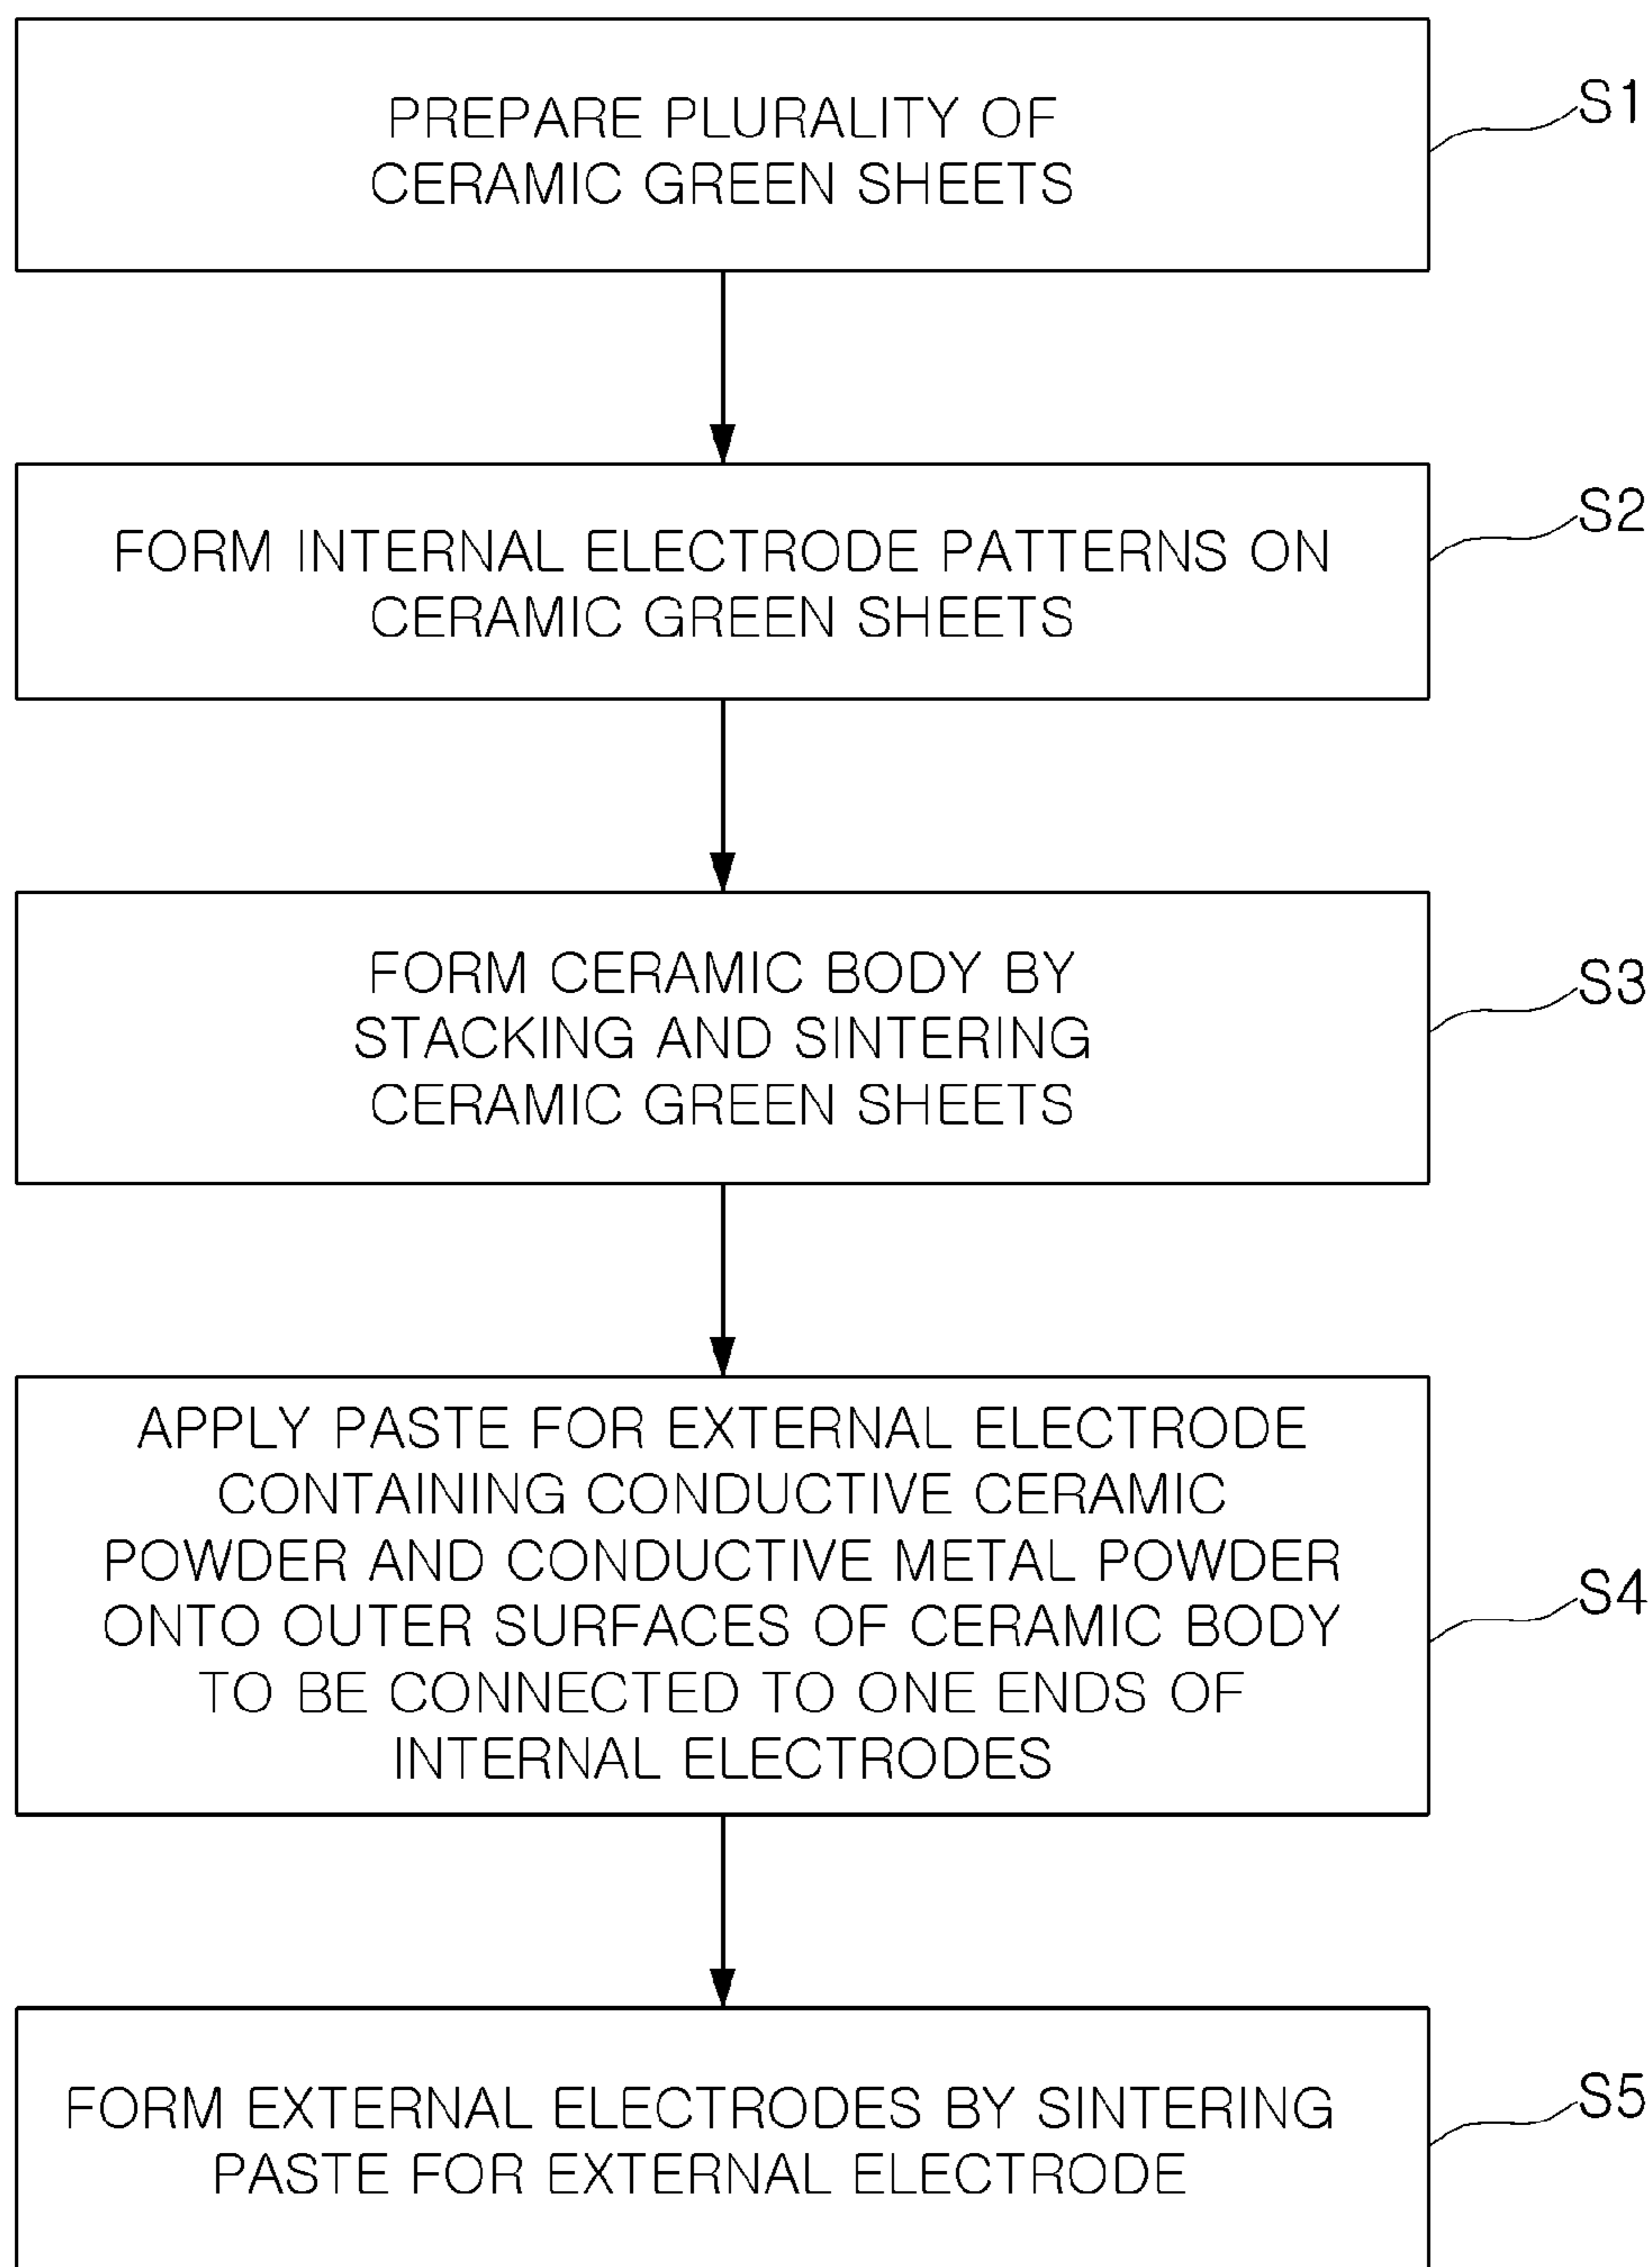 PREPARE PLURALITY OF
CERAMIC GREEN SHEETS
S1
FORM INTERNAL ELECTRODE PATTERNS ON
CERAMIC GREEN SHEETS
S2
FORM CERAMIC BODY BY
STACKING AND SINTERING
CERAMIC GREEN SHEETS
S3
APPLY PASTE FOR EXTERNAL ELECTRODE
CONTAINING CONDUCTIVE CERAMIC
POWDER AND CONDUCTIVE METAL POWDER
ONTO OUTER SURFACES OF CERAMIC BODY
TO BE CONNECTED TO ONE ENDS OF
INTERNAL ELECTRODES
S4
FORM EXTERNAL ELECTRODES BY SINTERING
PASTE FOR EXTERNAL ELECTRODE
S5